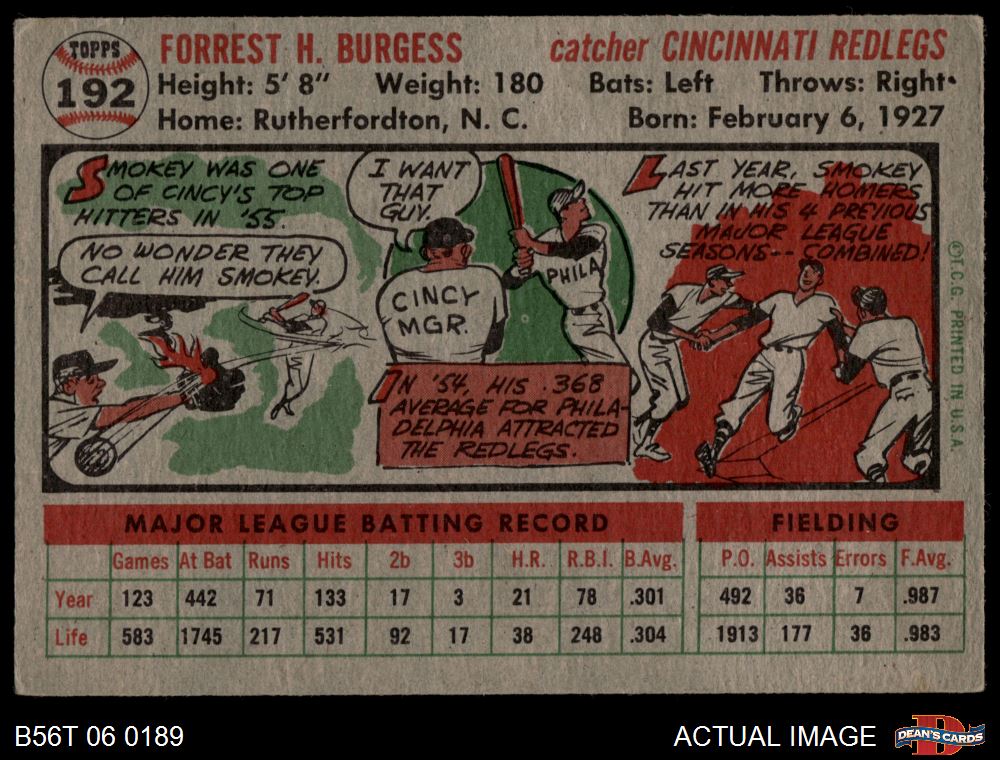 TOPPS
192
FORREST H. BURGESS
catcher CINCINNATI REDLEGS
Height: 5' 8" Weight: 180 Bats: Left Throws: Right
Home: Rutherfordton, N. C. Born: February 6, 1927
SMOKEY WAS ONE
OF CINCY'S TOP
HITTERS IN '55.
NO WONDER THEY
CALL HIM SMOKEY.
I WANT
THAT
GUY.
CINCY
MGR.
PHILA
IN '54, HIS .368
AVERAGE FOR PHILA-
DELPHIA ATTRACTED
THE REDLEGS.
LAST YEAR, SMOKEY
HIT MORE HOMERS
THAN IN HIS 4 PREVIOUS
MAJOR LEAGUE
SEASONS-- COMBINED!
©T.C.G. PRINTED IN U.S.A.
MAJOR LEAGUE BATTING RECORD FIELDING
Games At Bat Runs Hits 2b 3b H.R. R.B.I. B.Avg. P.O. Assists Errors F.Avg.
Year 123 442 71 133 17 3 21 78 .301 492 36 7 .987
Life 583 1745 217 531 92 17 38 248 .304 1913 177 36 .983
B56T 06 0189
ACTUAL IMAGE
D
DEAN'S CARDS